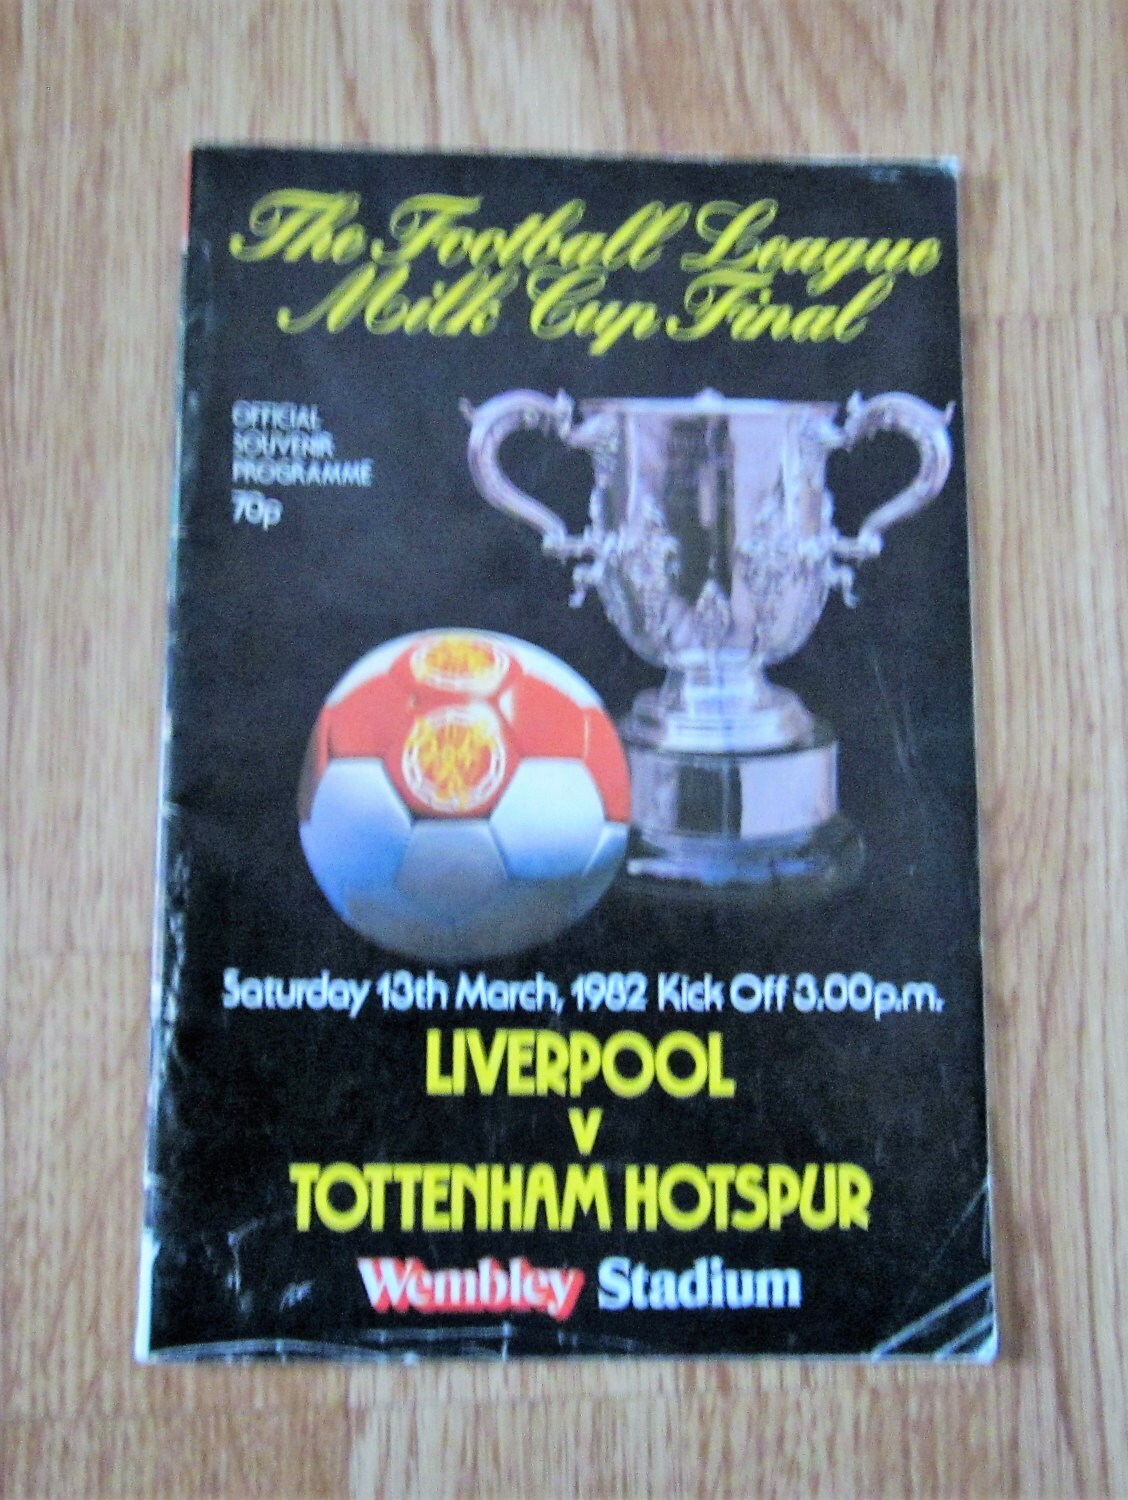 The Football League
Milk Cup Final
OFFICIAL
SOUVENIR
PROGRAMME
70p
Saturday 13th March, 1982 Kick Off 3.00p.m.
LIVERPOOL
v
TOTTENHAM HOTSPUR
Wembley Stadium